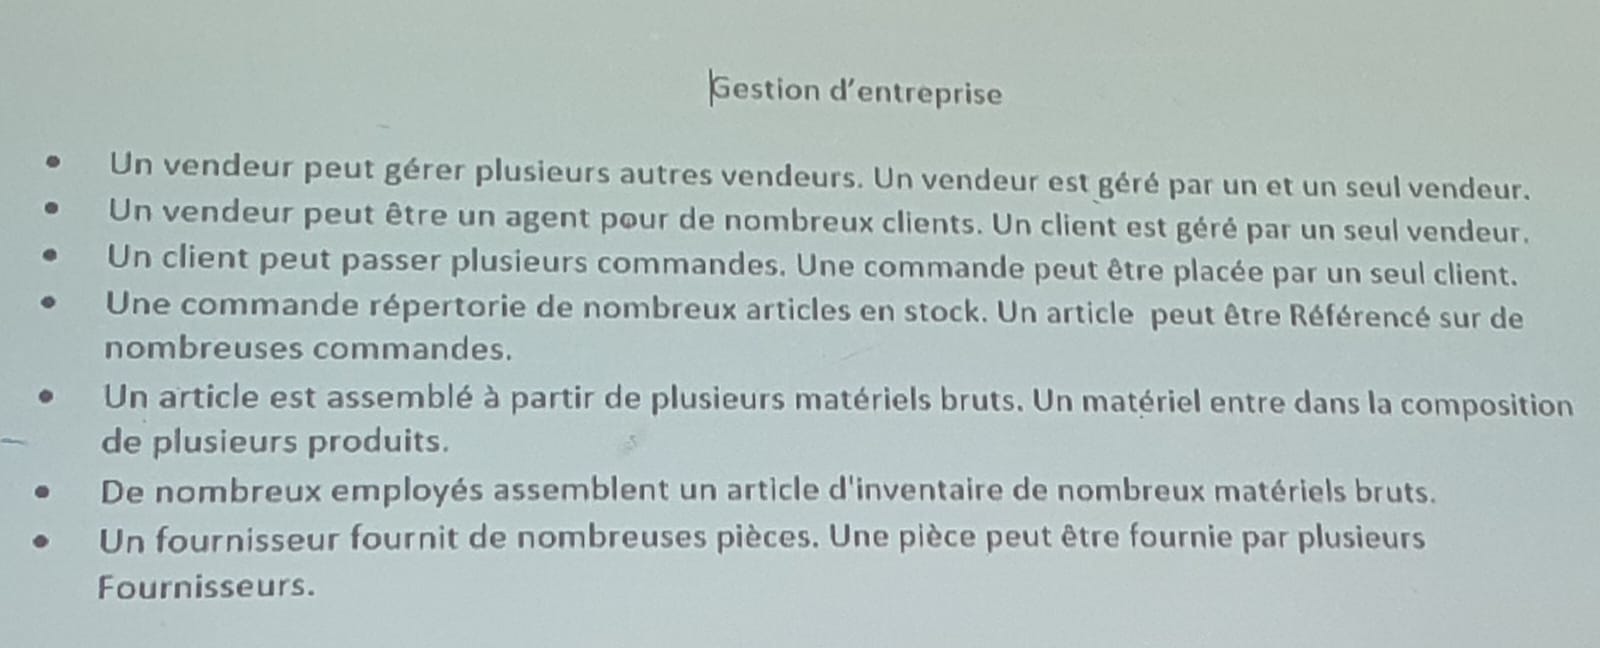 Gestion d'entreprise
• Un vendeur peut gérer plusieurs autres vendeurs. Un vendeur est géré par un et un seul vendeur.
• Un vendeur peut être un agent pour de nombreux clients. Un client est géré par un seul vendeur.
• Un client peut passer plusieurs commandes. Une commande peut être placée par un seul client.
• Une commande répertorie de nombreux articles en stock. Un article peut être Référencé sur de
nombreuses commandes.
• Un article est assemblé à partir de plusieurs matériels bruts. Un matériel entre dans la composition
de plusieurs produits.
• De nombreux employés assemblent un article d'inventaire de nombreux matériels bruts.
• Un fournisseur fournit de nombreuses pièces. Une pièce peut être fournie par plusieurs
Fournisseurs.